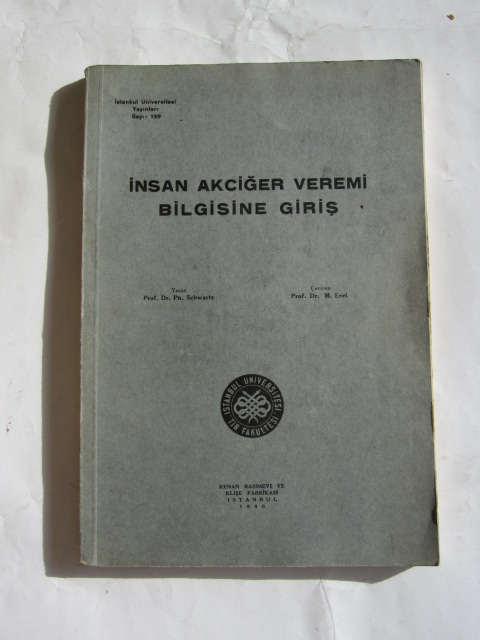 İstanbul Üniversitesi
Yayınları
Sayı: 129
İNSAN AKCİĞER VEREMİ
BİLGİSİNE GİRİŞ
Yazan
Prof. Dr. Ph. Schwartz
Çeviren
Prof. Dr. M. Erel
İSTANBUL ÜNİVERSİTESİ
TIB FAKÜLTESİ
KENAN BASIMEVİ VE
KLİŞE FABRİKASI
İSTANBUL
1940